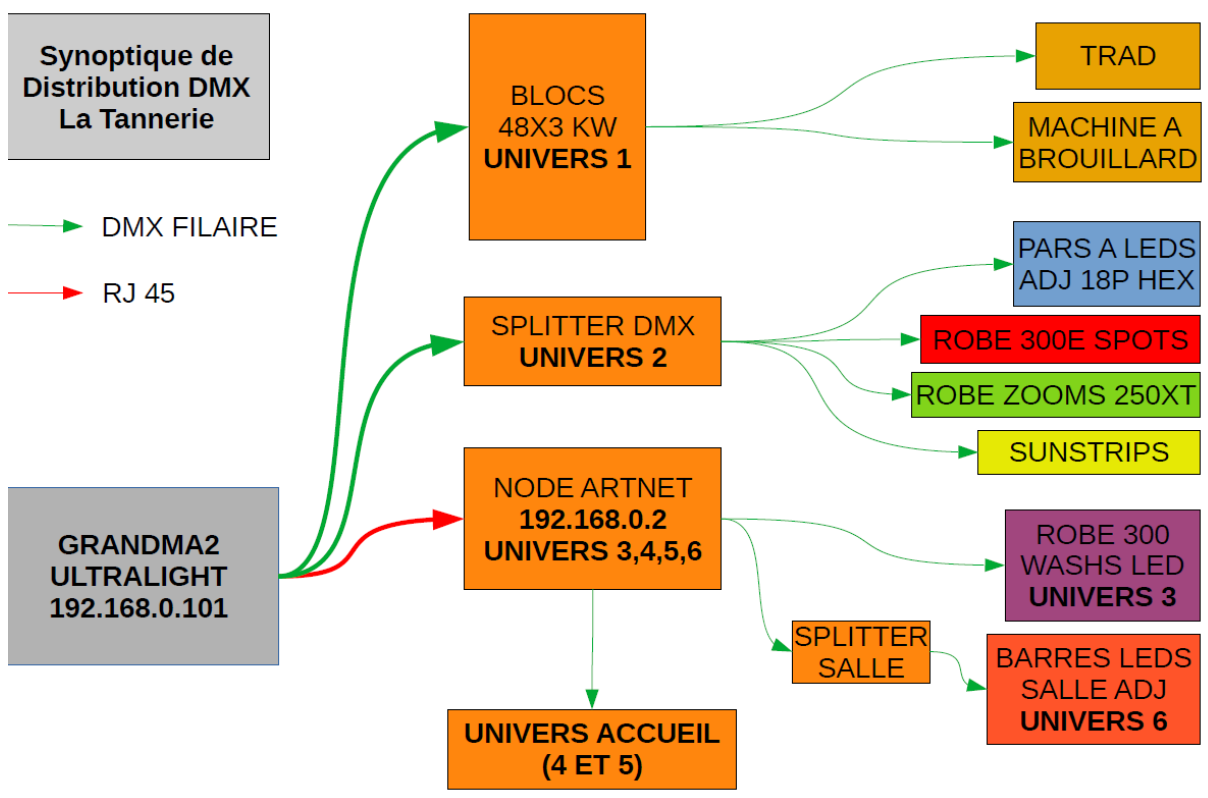 Synoptique de
Distribution DMX
La Tannerie
DMX FILAIRE
RJ 45
GRANDMA2
ULTRALIGHT
192.168.0.101
BLOCS
48X3 KW
UNIVERS 1
TRAD
MACHINE A
BROUILLARD
SPLITTER DMX
UNIVERS 2
PARS A LEDS
ADJ 18P HEX
ROBE 300E SPOTS
ROBE ZOOMS 250XT
SUNSTRIPS
NODE ARTNET
192.168.0.2
UNIVERS 3,4,5,6
ROBE 300
WASHS LED
UNIVERS 3
SPLITTER
SALLE
BARRES LEDS
SALLE ADJ
UNIVERS 6
UNIVERS ACCUEIL
(4 ET 5)